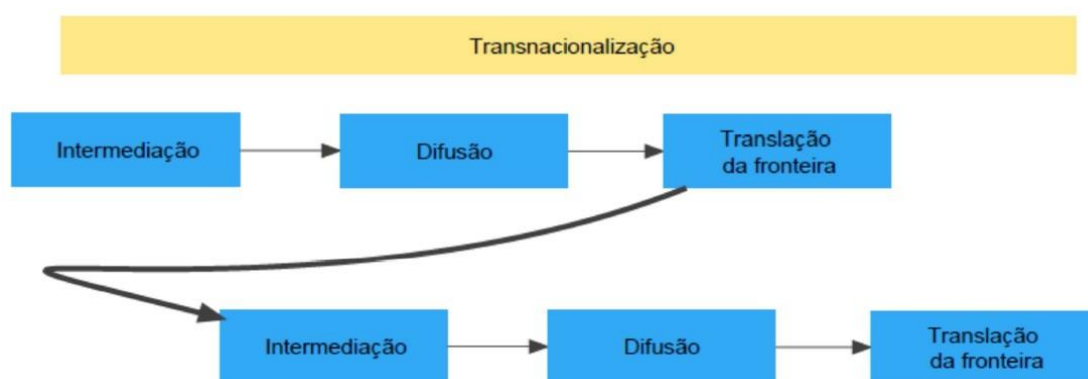 Transnacionalização
Intermediação
Difusão
Translação
da fronteira
Intermediação
Difusão
Translação
da fronteira